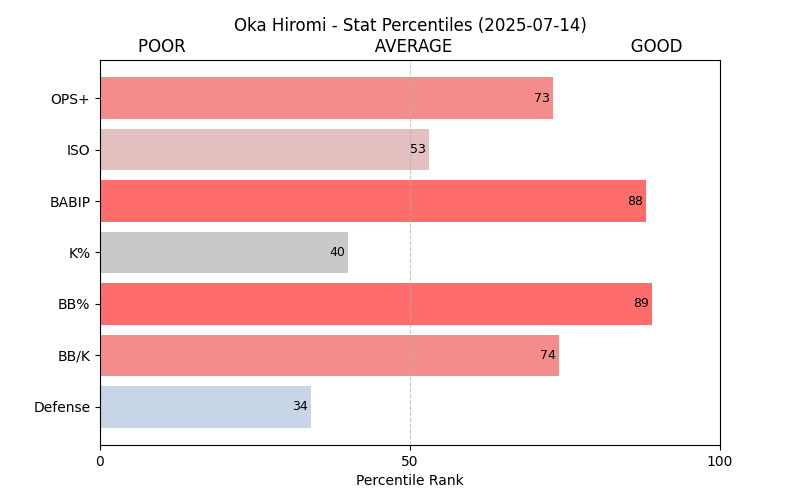 Oka Hiromi - Stat Percentiles (2025-07-14)
POOR AVERAGE GOOD
OPS+ 73
ISO 53
BABIP 88
K% 40
BB% 89
BB/K 74
Defense 34
0 50 100
Percentile Rank